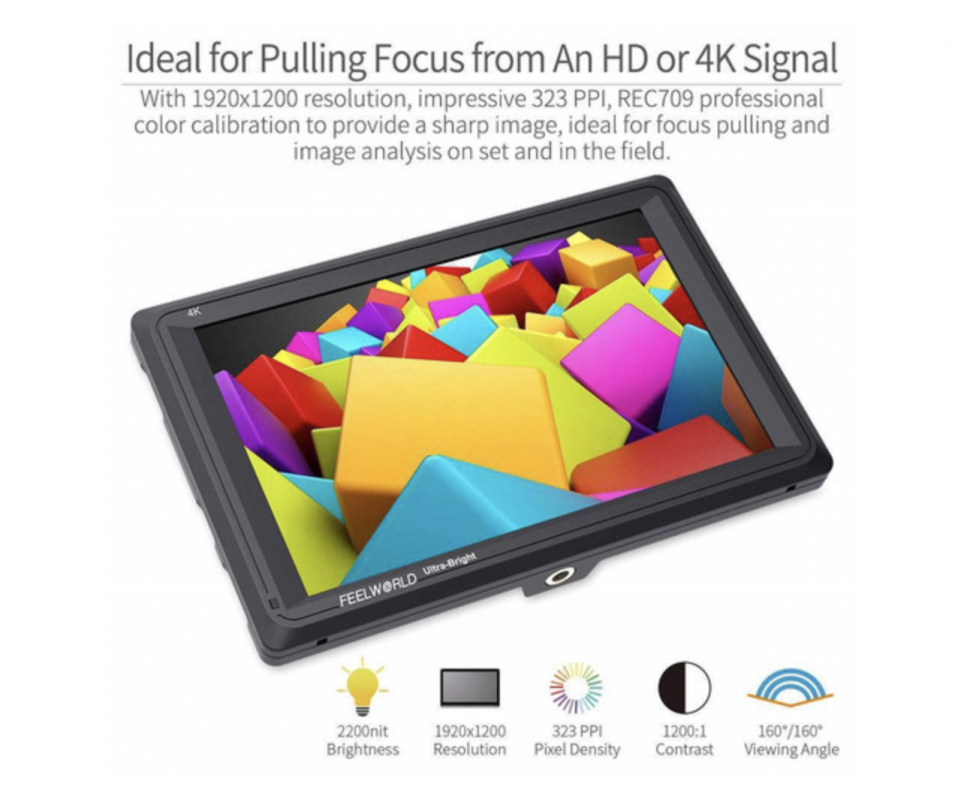 Ideal for Pulling Focus from An HD or 4K Signal
With 1920x1200 resolution, impressive 323 PPI, REC709 professional
color calibration to provide a sharp image, ideal for focus pulling and
image analysis on set and in the field.
4K
FEELWORLD Ultra-Bright
2200nit
Brightness
1920x1200
Resolution
323 PPI
Pixel Density
1200:1
Contrast
160°/160°
Viewing Angle